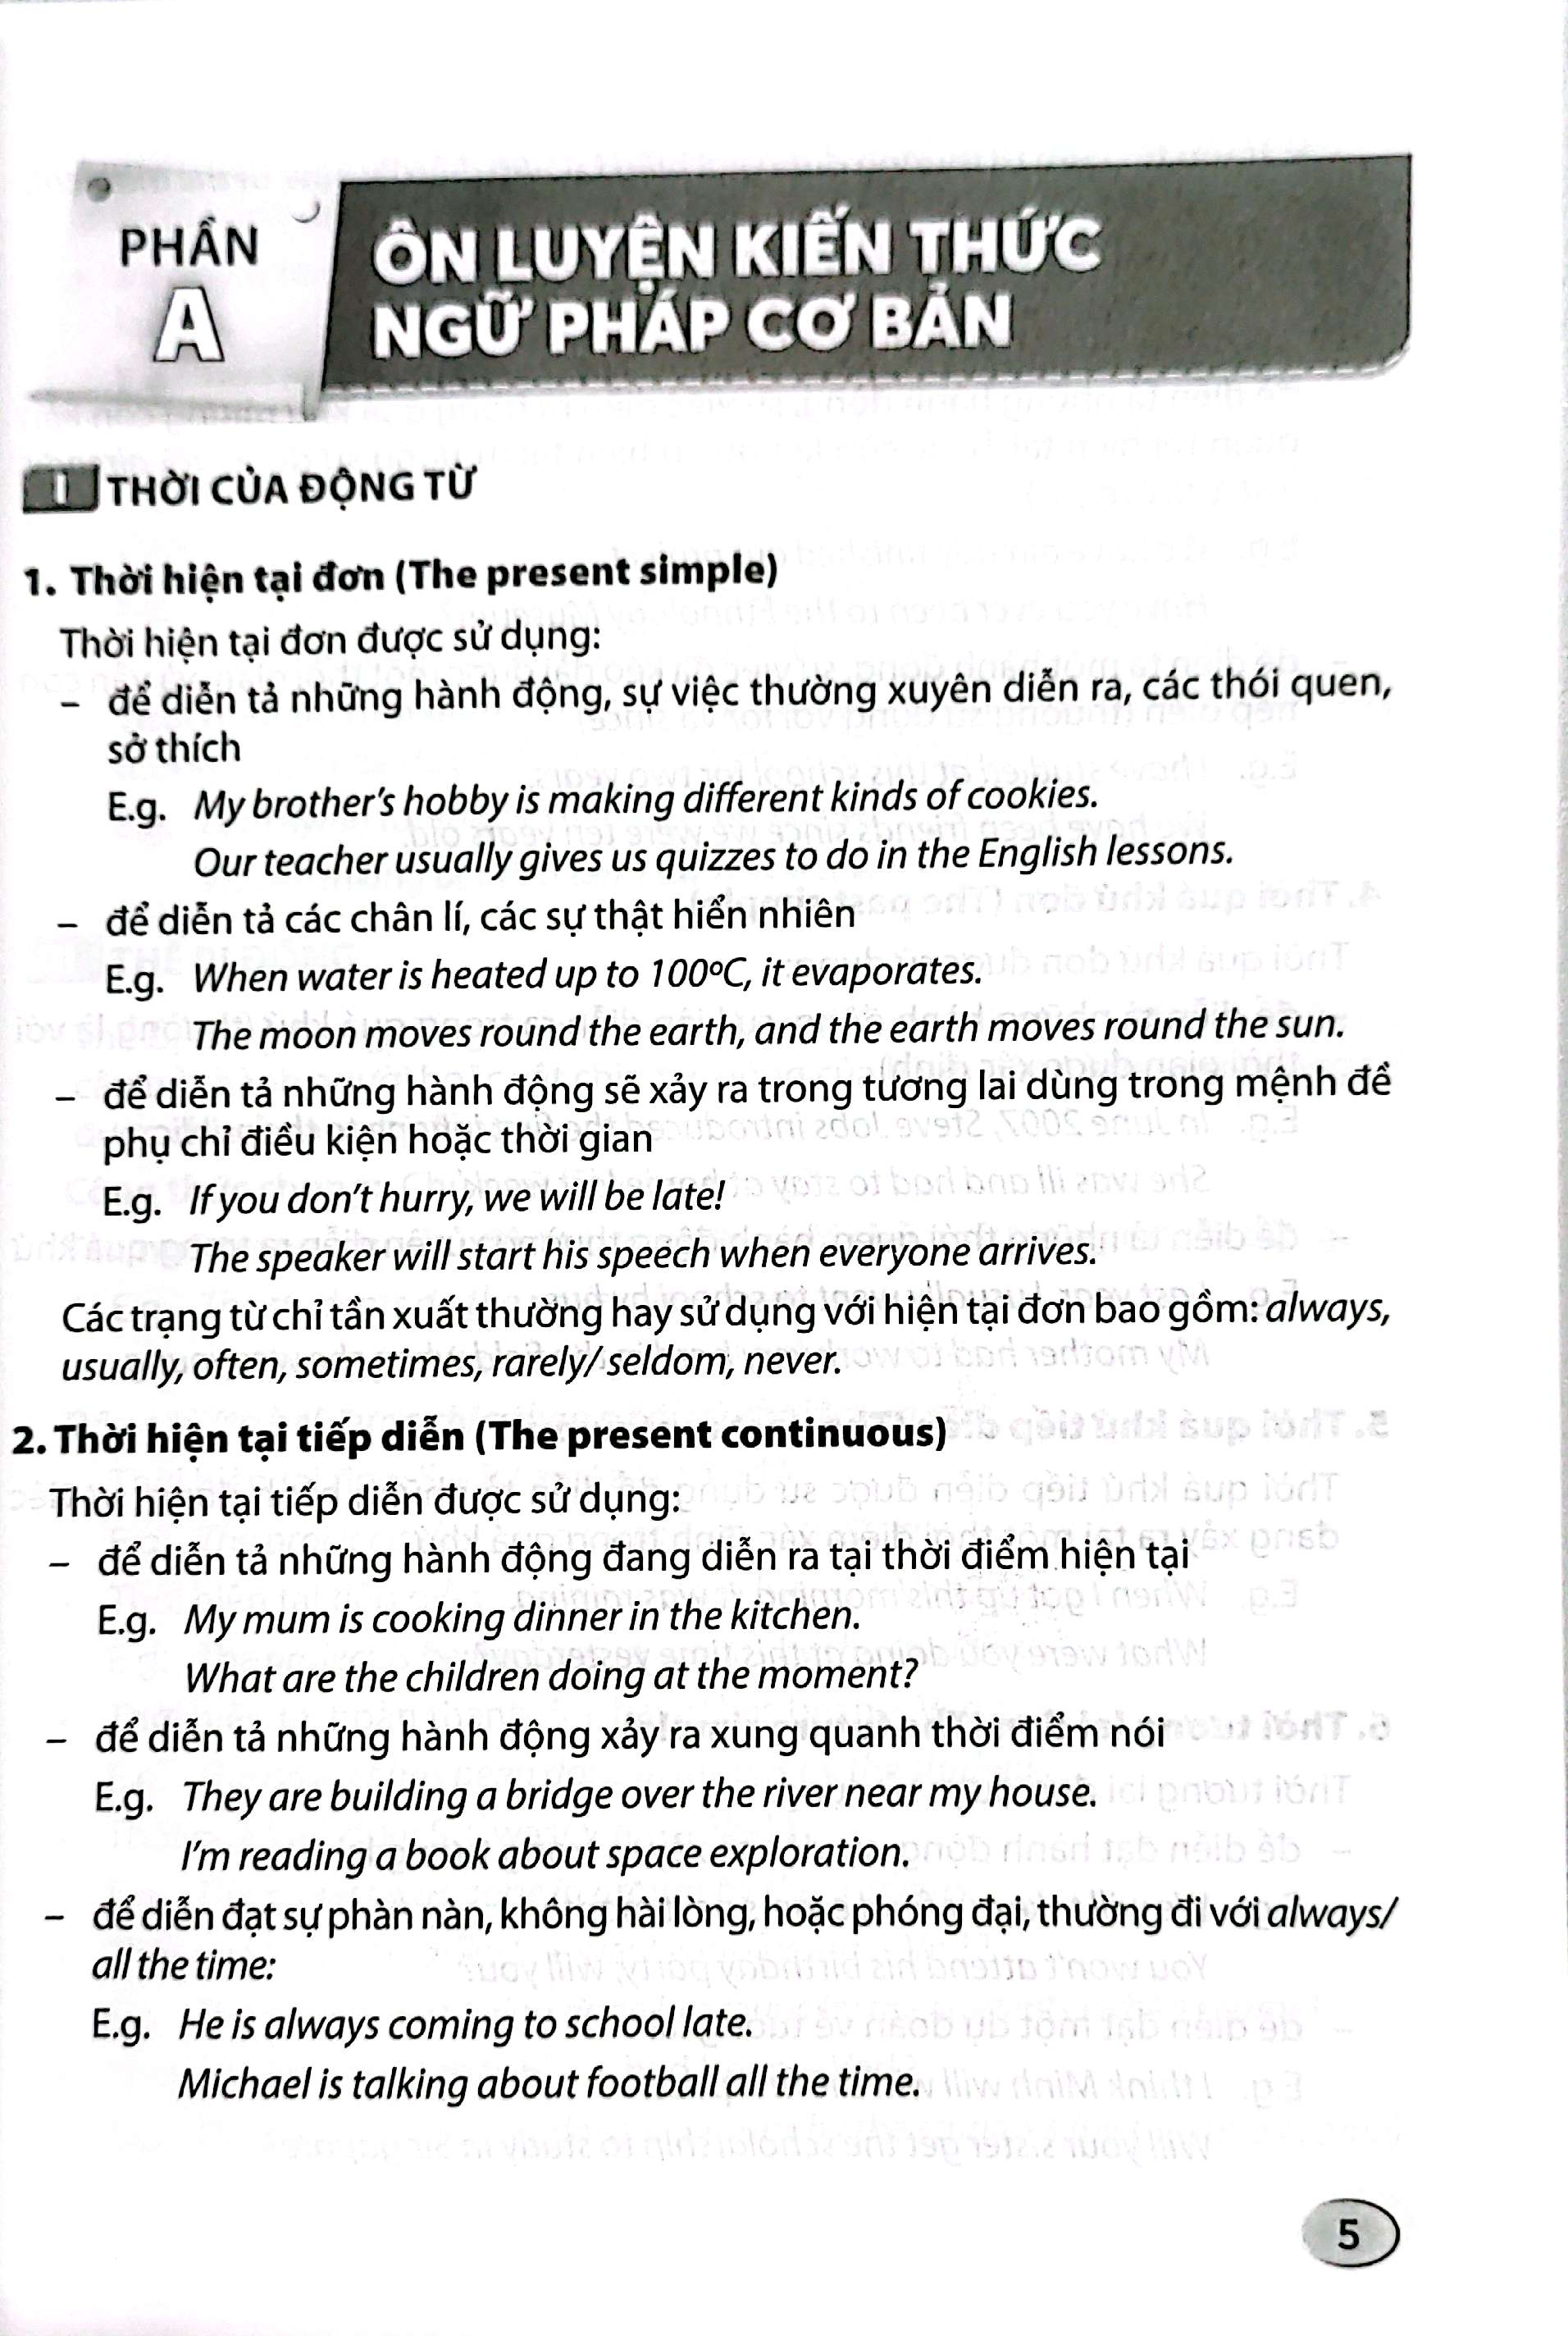 PHẦN
A
ÔN LUYỆN KIẾN THỨC
NGỮ PHÁP CƠ BẢN
I THỜI CỦA ĐỘNG TỪ
1. Thời hiện tại đơn (The present simple)
Thời hiện tại đơn được sử dụng:
– để diễn tả những hành động, sự việc thường xuyên diễn ra, các thói quen,
sở thích
E.g. My brother's hobby is making different kinds of cookies.
Our teacher usually gives us quizzes to do in the English lessons.
– để diễn tả các chân lí, các sự thật hiển nhiên
E.g. When water is heated up to 100ºC, it evaporates.
The moon moves round the earth, and the earth moves round the sun.
– để diễn tả những hành động sẽ xảy ra trong tương lai dùng trong mệnh đề
phụ chỉ điều kiện hoặc thời gian
E.g. If you don't hurry, we will be late!
The speaker will start his speech when everyone arrives.
Các trạng từ chỉ tần xuất thường hay sử dụng với hiện tại đơn bao gồm: always,
usually, often, sometimes, rarely/ seldom, never.
2. Thời hiện tại tiếp diễn (The present continuous)
Thời hiện tại tiếp diễn được sử dụng:
– để diễn tả những hành động đang diễn ra tại thời điểm hiện tại
E.g. My mum is cooking dinner in the kitchen.
What are the children doing at the moment?
– để diễn tả những hành động xảy ra xung quanh thời điểm nói
E.g. They are building a bridge over the river near my house.
I'm reading a book about space exploration.
– để diễn đạt sự phàn nàn, không hài lòng, hoặc phóng đại, thường đi với always/
all the time:
E.g. He is always coming to school late.
Michael is talking about football all the time.
5